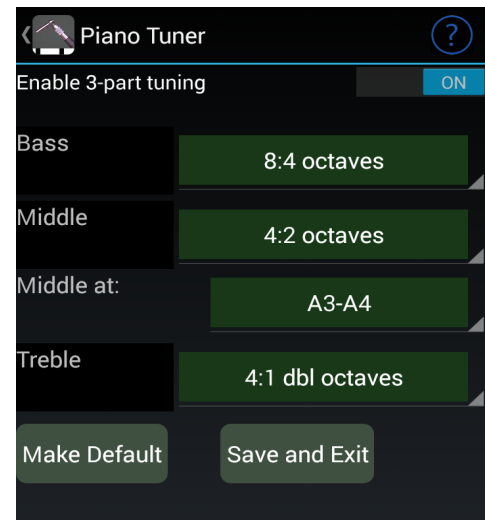 Piano Tuner ?
Enable 3-part tuning ON
Bass
8:4 octaves
Middle
4:2 octaves
Middle at:
A3-A4
Treble
4:1 dbl octaves
Make Default Save and Exit